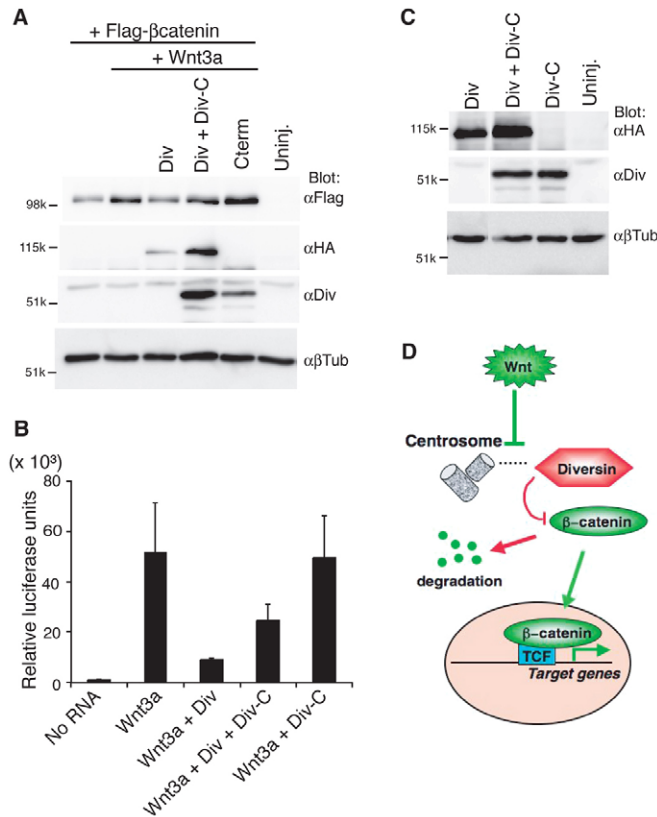 A
+ Flag-βcatenin
+ Wnt3a
Div
Div + Div-C
Cterm
Uninj.
Blot:
98k
αFlag
115k
αHA
51k
αDiv
51k
αβTub
B
(x 10³)
Relative luciferase units
80
60
40
20
0
No RNA
Wnt3a
Wnt3a + Div
Wnt3a + Div + Div-C
Wnt3a + Div-C
C
Div
Div + Div-C
Div-C
Uninj.
Blot:
115k
αHA
51k
αDiv
αβTub
51k
D
Wnt
Centrosome
Diversin
β-catenin
degradation
β-catenin
TCF
Target genes